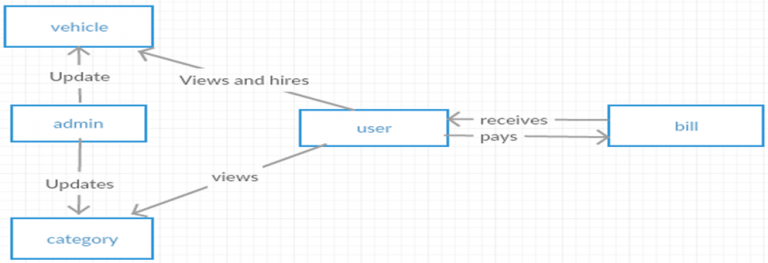 vehicle
Update
Views and hires
admin
user
receives
pays
bill
Updates
views
category